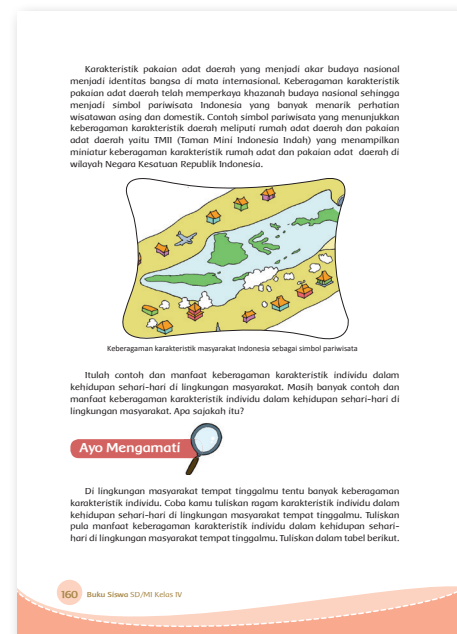 Karakteristik pakaian adat daerah yang menjadi akar budaya nasional
menjadi identitas bangsa di mata internasional. Keberagaman karakteristik
pakaian adat daerah telah memperkaya khazanah budaya nasional sehingga
menjadi simbol pariwisata Indonesia yang banyak menarik perhatian
wisatawan asing dan domestik. Contoh simbol pariwisata yang menunjukkan
keberagaman karakteristik daerah meliputi rumah adat daerah dan pakaian
adat daerah yaitu TMII (Taman Mini Indonesia Indah) yang menampilkan
miniatur keberagaman karakteristik rumah adat dan pakaian adat daerah di
wilayah Negara Kesatuan Republik Indonesia.
Keberagaman karakteristik masyarakat Indonesia sebagai simbol pariwisata
Itulah contoh dan manfaat keberagaman karakteristik individu dalam
kehidupan sehari-hari di lingkungan masyarakat. Masih banyak contoh dan
manfaat keberagaman karakteristik individu dalam kehidupan sehari-hari di
lingkungan masyarakat. Apa sajakah itu?
Ayo Mengamati
Di lingkungan masyarakat tempat tinggalmu tentu banyak keberagaman
karakteristik individu. Coba kamu tuliskan ragam karakteristik individu dalam
kehidupan sehari-hari di lingkungan masyarakat tempat tinggalmu. Tuliskan
pula manfaat keberagaman karakteristik individu dalam kehidupan sehari-
hari di lingkungan masyarakat tempat tinggalmu. Tuliskan dalam tabel berikut.
160 Buku Siswa SD/MI Kelas IV